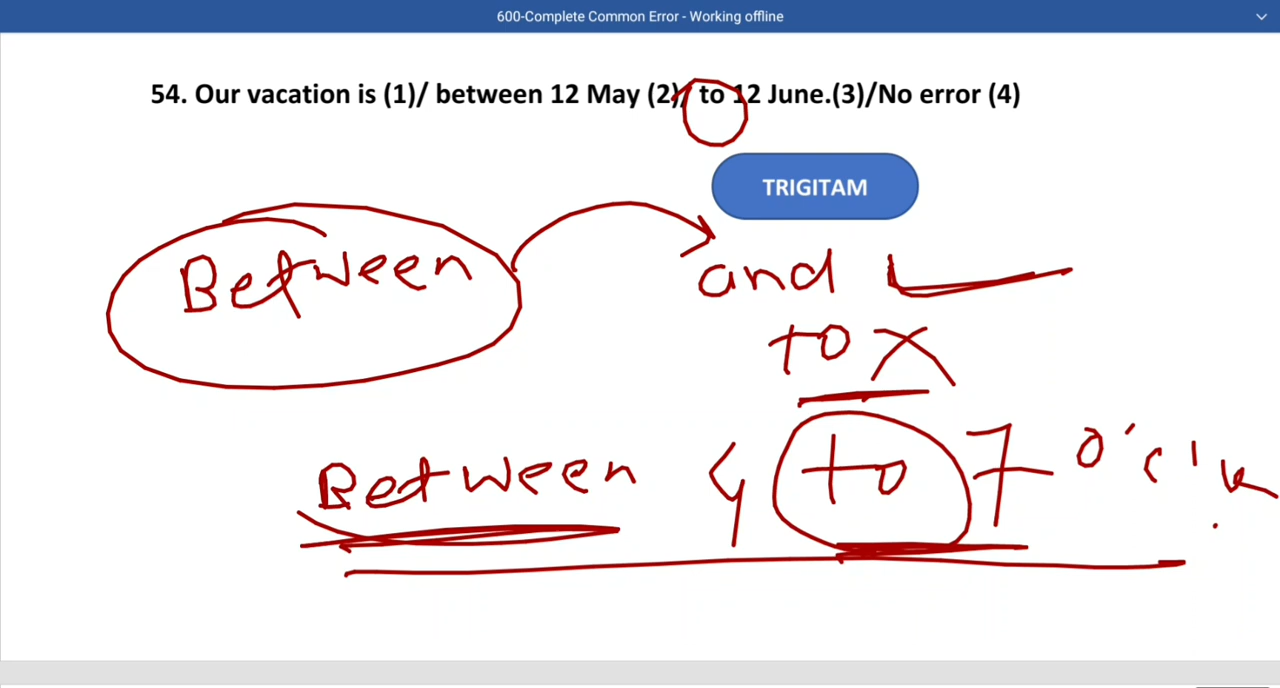 600-Complete Common Error - Working offline
54. Our vacation is (1)/ between 12 May (2)/ to 12 June.(3)/No error (4)
TRIGITAM
Between and
to x
Between 4 to 7 O'cl